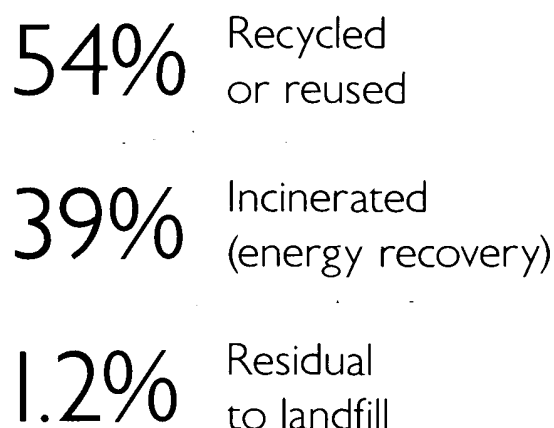 54% Recycled
or reused
39% Incinerated
(energy recovery)
1.2% Residual
to landfill